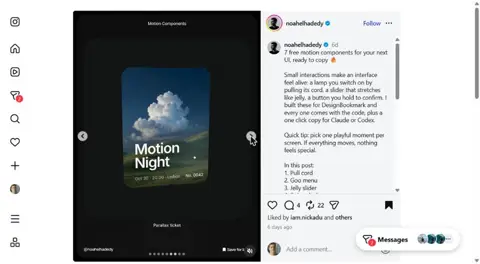 Motion Components
Motion
Night
No. 0042
Parallax ticket
@noahelhadedy
Save for it
noahelhadedy
Follow
noahelhadedy 6d
7 free motion components for your next
UI, ready to copy 🔥
Small interactions make an interface
feel alive: a lamp you switch on by
pulling its cord, a slider that stretches
like jelly, a button you hold to confirm. I
built these for DesignBookmark and
every one comes with the code, plus a
one click copy for Claude or Codex.
Quick tip: pick one playful moment per
screen. If everything moves, nothing
feels special.
In this post:
1. Pull cord
2. Goo menu
3. Jelly slider
4
22
Liked by iam.nickadu and others
6 days ago
Add a comment...
Messages